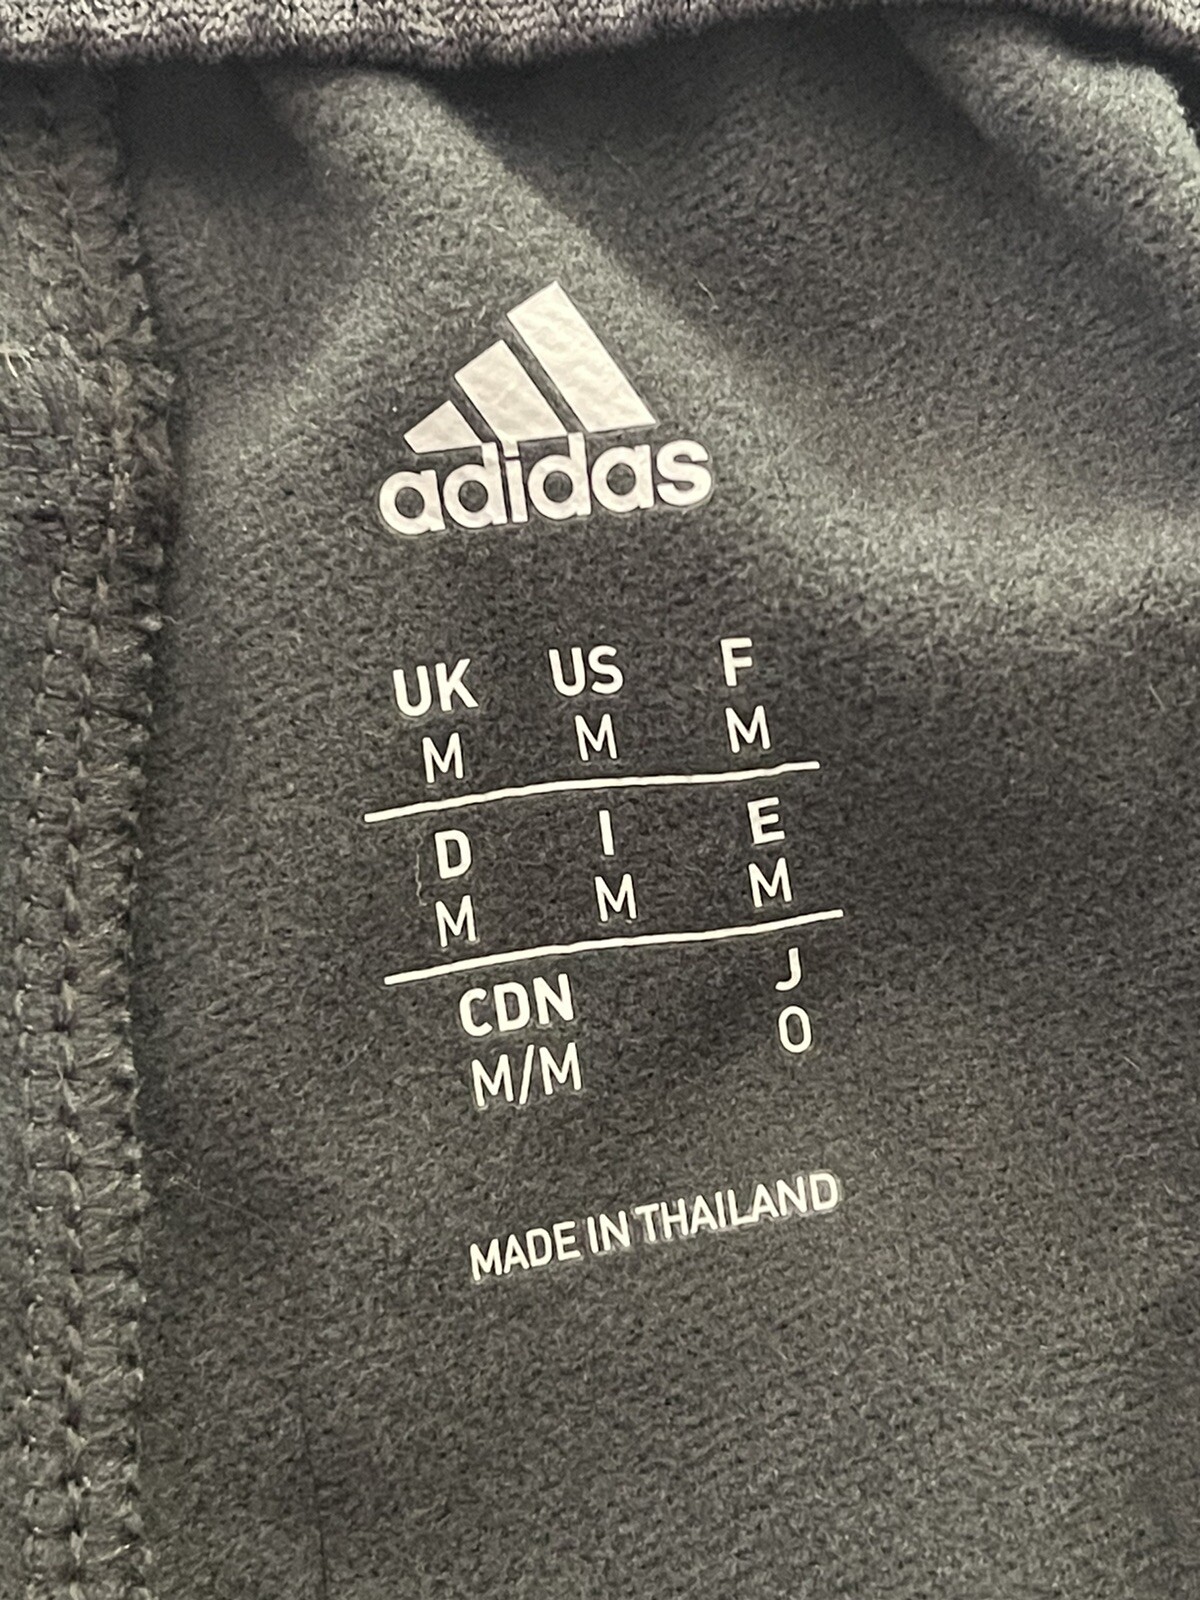 adidas
UK US F
M M M
D I E
M M M
CDN J
M/M O
MADE IN THAILAND